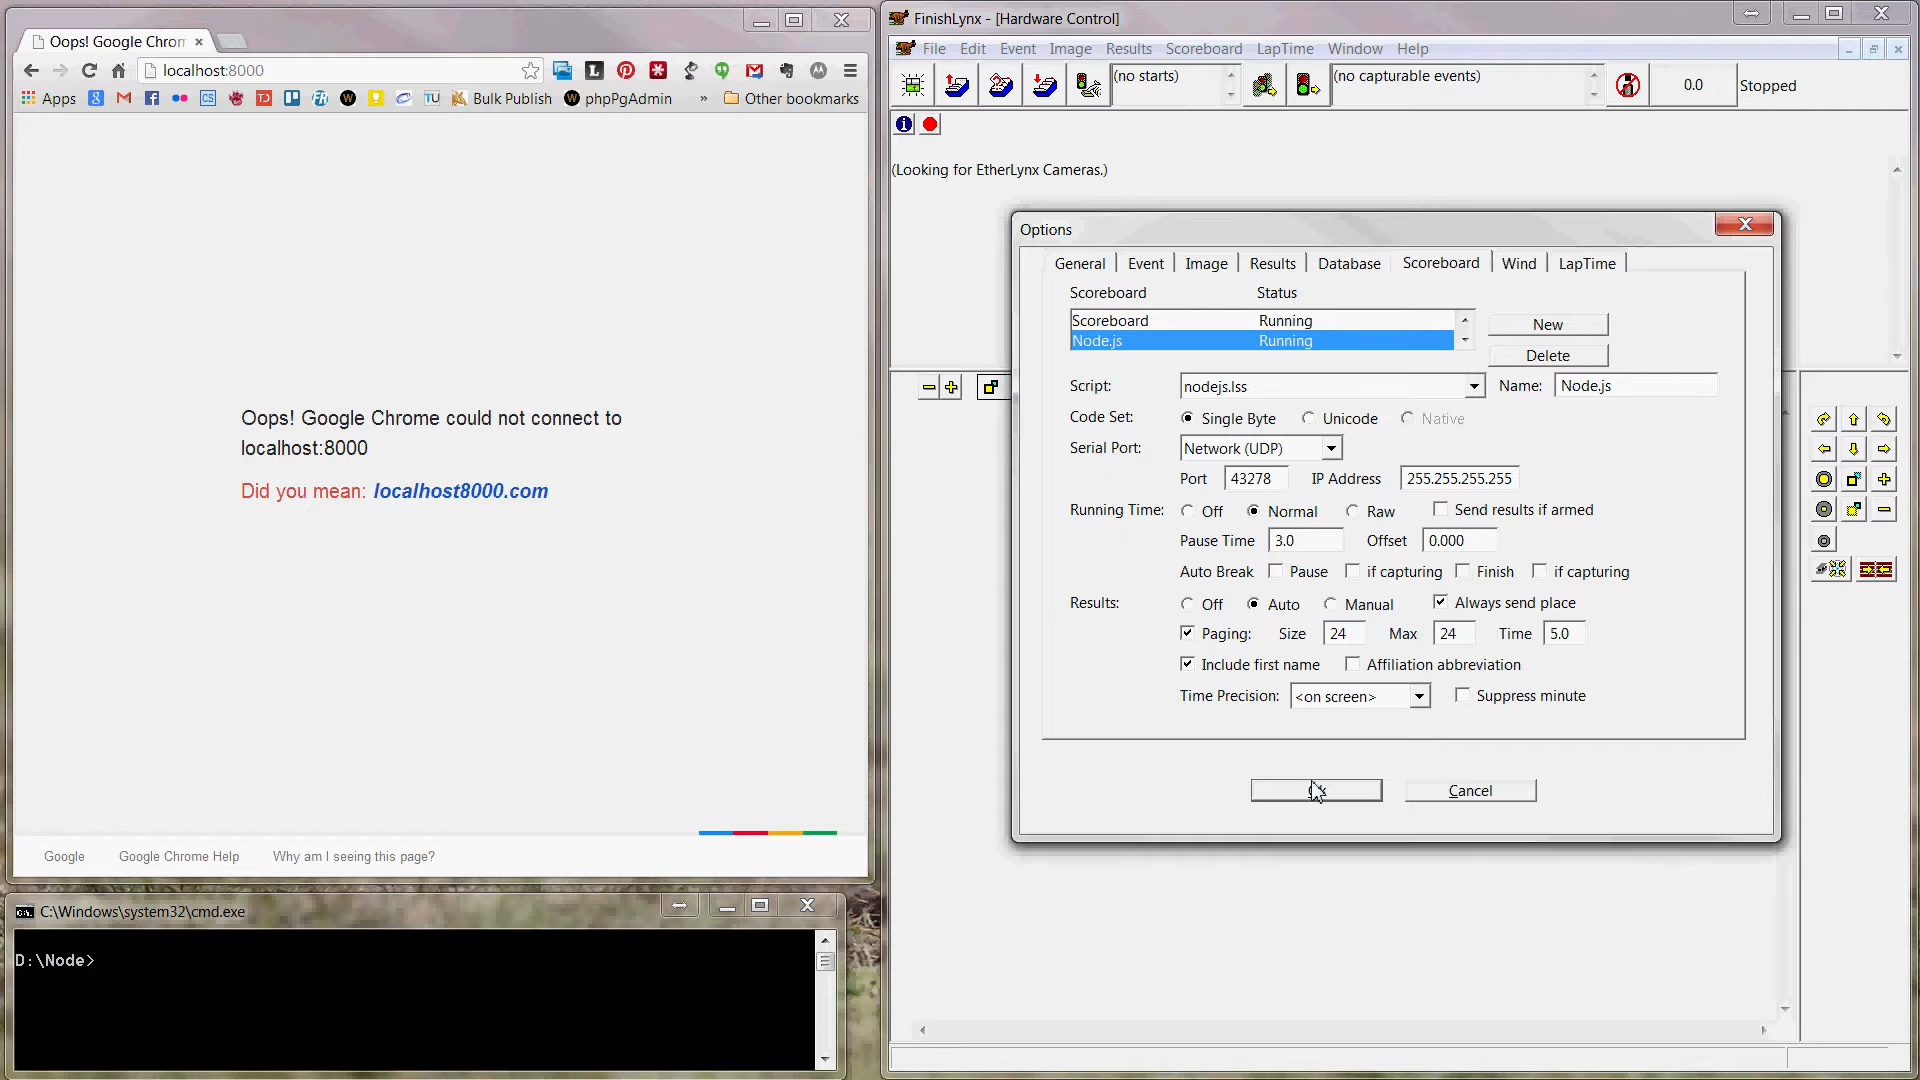 Oops! Google Chrom
localhost:8000
Apps
CS
TD
TU
Bulk Publish
phpPgAdmin
»
Other bookmarks
Oops! Google Chrome could not connect to
localhost:8000
Did you mean: localhost8000.com
Google
Google Chrome Help
Why am I seeing this page?
C:\Windows\system32\cmd.exe
D:\Node>
FinishLynx - [Hardware Control]
File Edit Event Image Results Scoreboard LapTime Window Help
(no starts)
(no capturable events)
0.0
Stopped
(Looking for EtherLynx Cameras.)
Options
General Event Image Results Database Scoreboard Wind LapTime
Scoreboard Status
Scoreboard Running
Node.js Running
New
Delete
Script: nodejs.lss Name: Node.js
Code Set: Single Byte Unicode Native
Serial Port: Network (UDP)
Port 43278 IP Address 255.255.255.255
Running Time: Off Normal Raw Send results if armed
Pause Time 3.0 Offset 0.000
Auto Break Pause if capturing Finish if capturing
Results: Off Auto Manual Always send place
Paging: Size 24 Max 24 Time 5.0
Include first name Affiliation abbreviation
Time Precision: <on screen> Suppress minute
Cancel